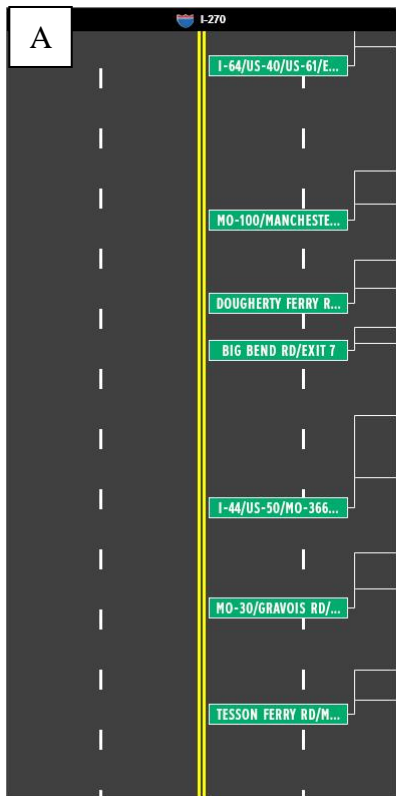 I-270
A
I-64/US-40/US-61/E...
MO-100/MANCHESTE...
DOUGHERTY FERRY R...
BIG BEND RD/EXIT 7
I-44/US-50/MO-366...
MO-30/GRAVOIS RD/...
TESSON FERRY RD/M...